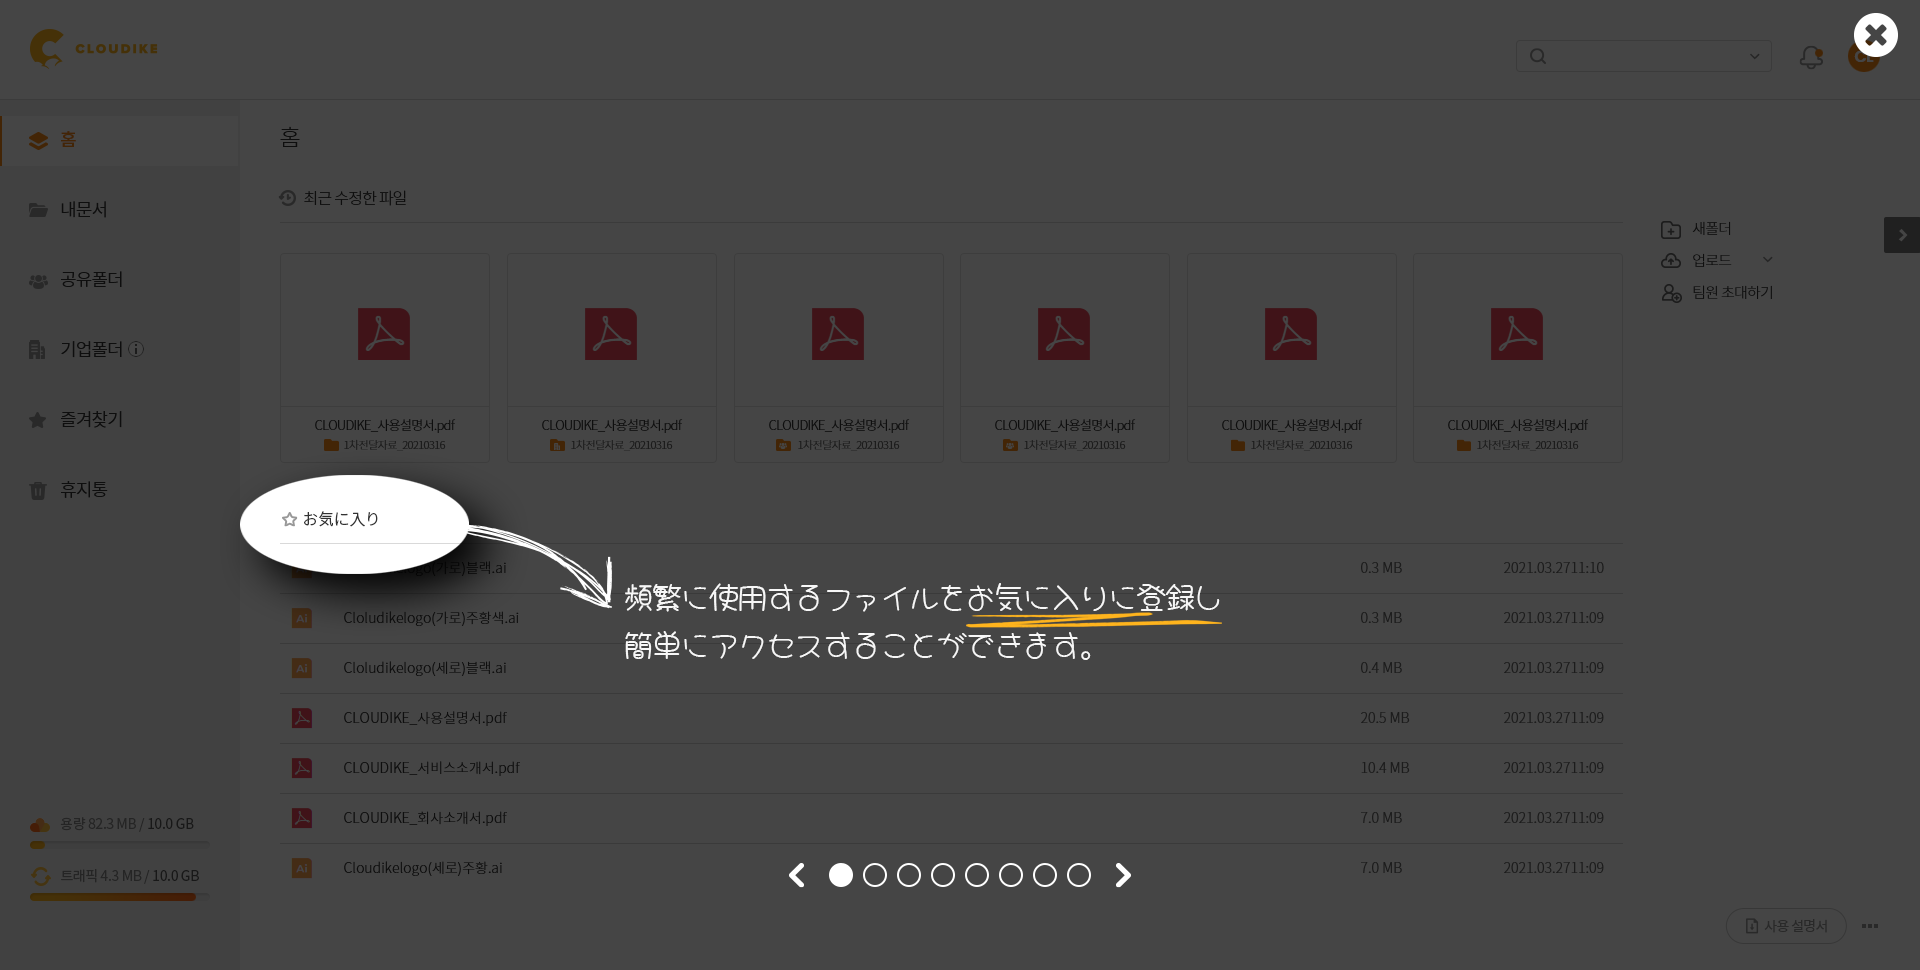 CLOUDIKE
홈
내문서
공유폴더
기업폴더
즐겨찾기
휴지통
용량 82.3 MB / 10.0 GB
트래픽 4.3 MB / 10.0 GB
홈
최근 수정한 파일
CLOUDIKE_사용설명서.pdf
1차전달자료_20210316
CLOUDIKE_사용설명서.pdf
1차전달자료_20210316
CLOUDIKE_사용설명서.pdf
1차전달자료_20210316
CLOUDIKE_사용설명서.pdf
1차전달자료_20210316
CLOUDIKE_사용설명서.pdf
1차전달자료_20210316
CLOUDIKE_사용설명서.pdf
1차전달자료_20210316
새폴더
업로드
팀원 초대하기
お気に入り
(가로)블랙.ai 0.3 MB 2021.03.2711:10
Ai Cloludikelogo(가로)주황색.ai 0.3 MB 2021.03.2711:09
Ai Cloludikelogo(세로)블랙.ai 0.4 MB 2021.03.2711:09
CLOUDIKE_사용설명서.pdf 20.5 MB 2021.03.2711:09
CLOUDIKE_서비스소개서.pdf 10.4 MB 2021.03.2711:09
CLOUDIKE_회사소개서.pdf 7.0 MB 2021.03.2711:09
Ai Cloudikelogo(세로)주황.ai 7.0 MB 2021.03.2711:09
頻繁に使用するファイルをお気に入りに登録し
簡単にアクセスすることができます。
사용 설명서